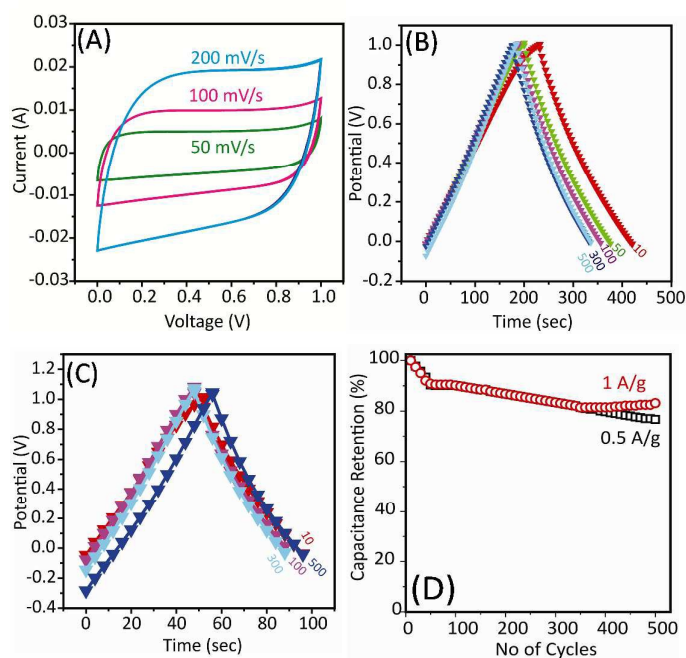 (A)
200 mV/s
100 mV/s
50 mV/s
0.03
0.02
0.01
0.00
-0.01
-0.02
-0.03
Current (A)
0.0 0.2 0.4 0.6 0.8 1.0
Voltage (V)
(B)
1.0
0.8
0.6
0.4
0.2
0.0
-0.2
Potential (V)
500 300 100 50 10
0 100 200 300 400 500
Time (sec)
(C)
1.2
1.0
0.8
0.6
0.4
0.2
0.0
-0.2
-0.4
Potential (V)
10
300 100 500
0 20 40 60 80 100
Time (sec)
100
80
60
40
20
0
Capacitance Retention (%)
1 A/g
0.5 A/g
(D)
0 100 200 300 400 500
No of Cycles